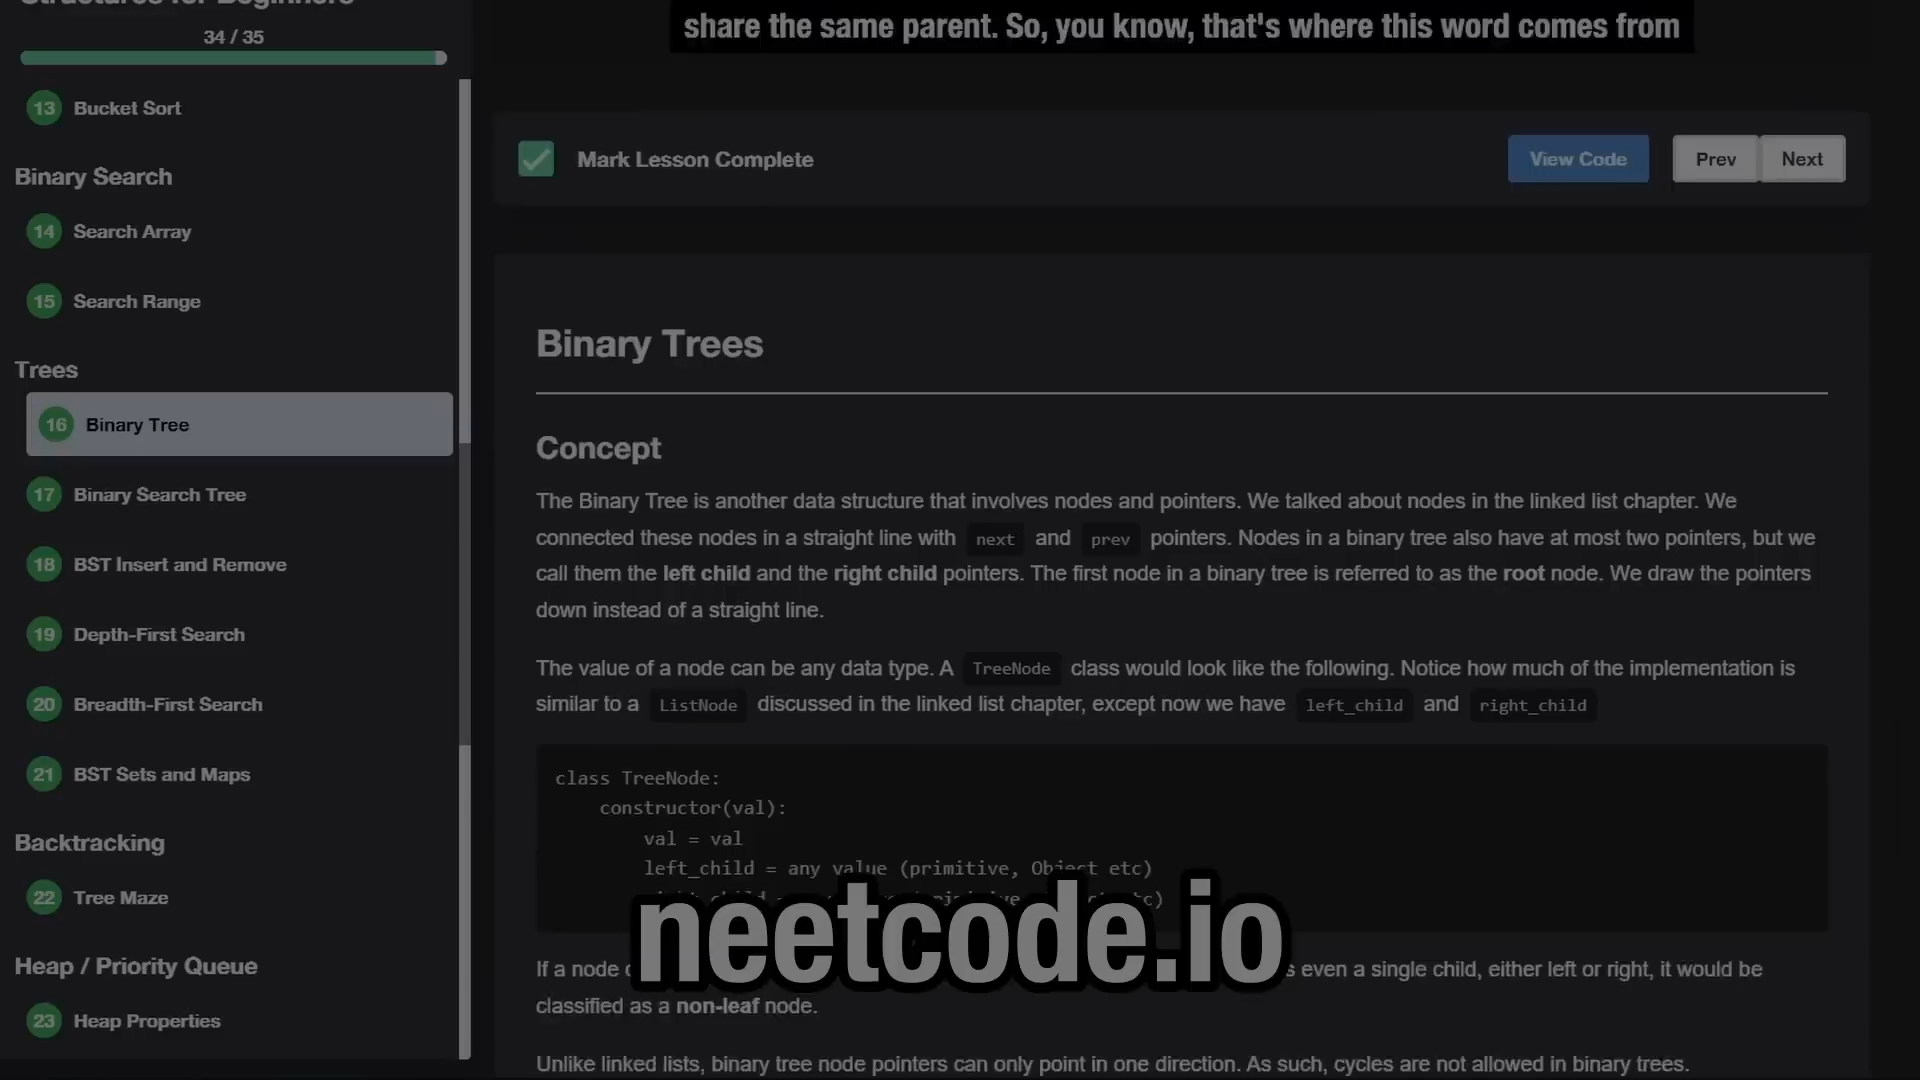 Structures for Beginners
34 / 35
13 Bucket Sort
Binary Search
14 Search Array
15 Search Range
Trees
16 Binary Tree
17 Binary Search Tree
18 BST Insert and Remove
19 Depth-First Search
20 Breadth-First Search
21 BST Sets and Maps
Backtracking
22 Tree Maze
Heap / Priority Queue
23 Heap Properties
share the same parent. So, you know, that's where this word comes from
Mark Lesson Complete
View Code
Prev
Next
Binary Trees
Concept
The Binary Tree is another data structure that involves nodes and pointers. We talked about nodes in the linked list chapter. We
connected these nodes in a straight line with next and prev pointers. Nodes in a binary tree also have at most two pointers, but we
call them the left child and the right child pointers. The first node in a binary tree is referred to as the root node. We draw the pointers
down instead of a straight line.
The value of a node can be any data type. A TreeNode class would look like the following. Notice how much of the implementation is
similar to a ListNode discussed in the linked list chapter, except now we have left_child and right_child
class TreeNode:
constructor(val):
val = val
left_child = any value (primitive, Object etc)
neetcode.io
If a node
even a single child, either left or right, it would be
classified as a non-leaf node.
Unlike linked lists, binary tree node pointers can only point in one direction. As such, cycles are not allowed in binary trees.